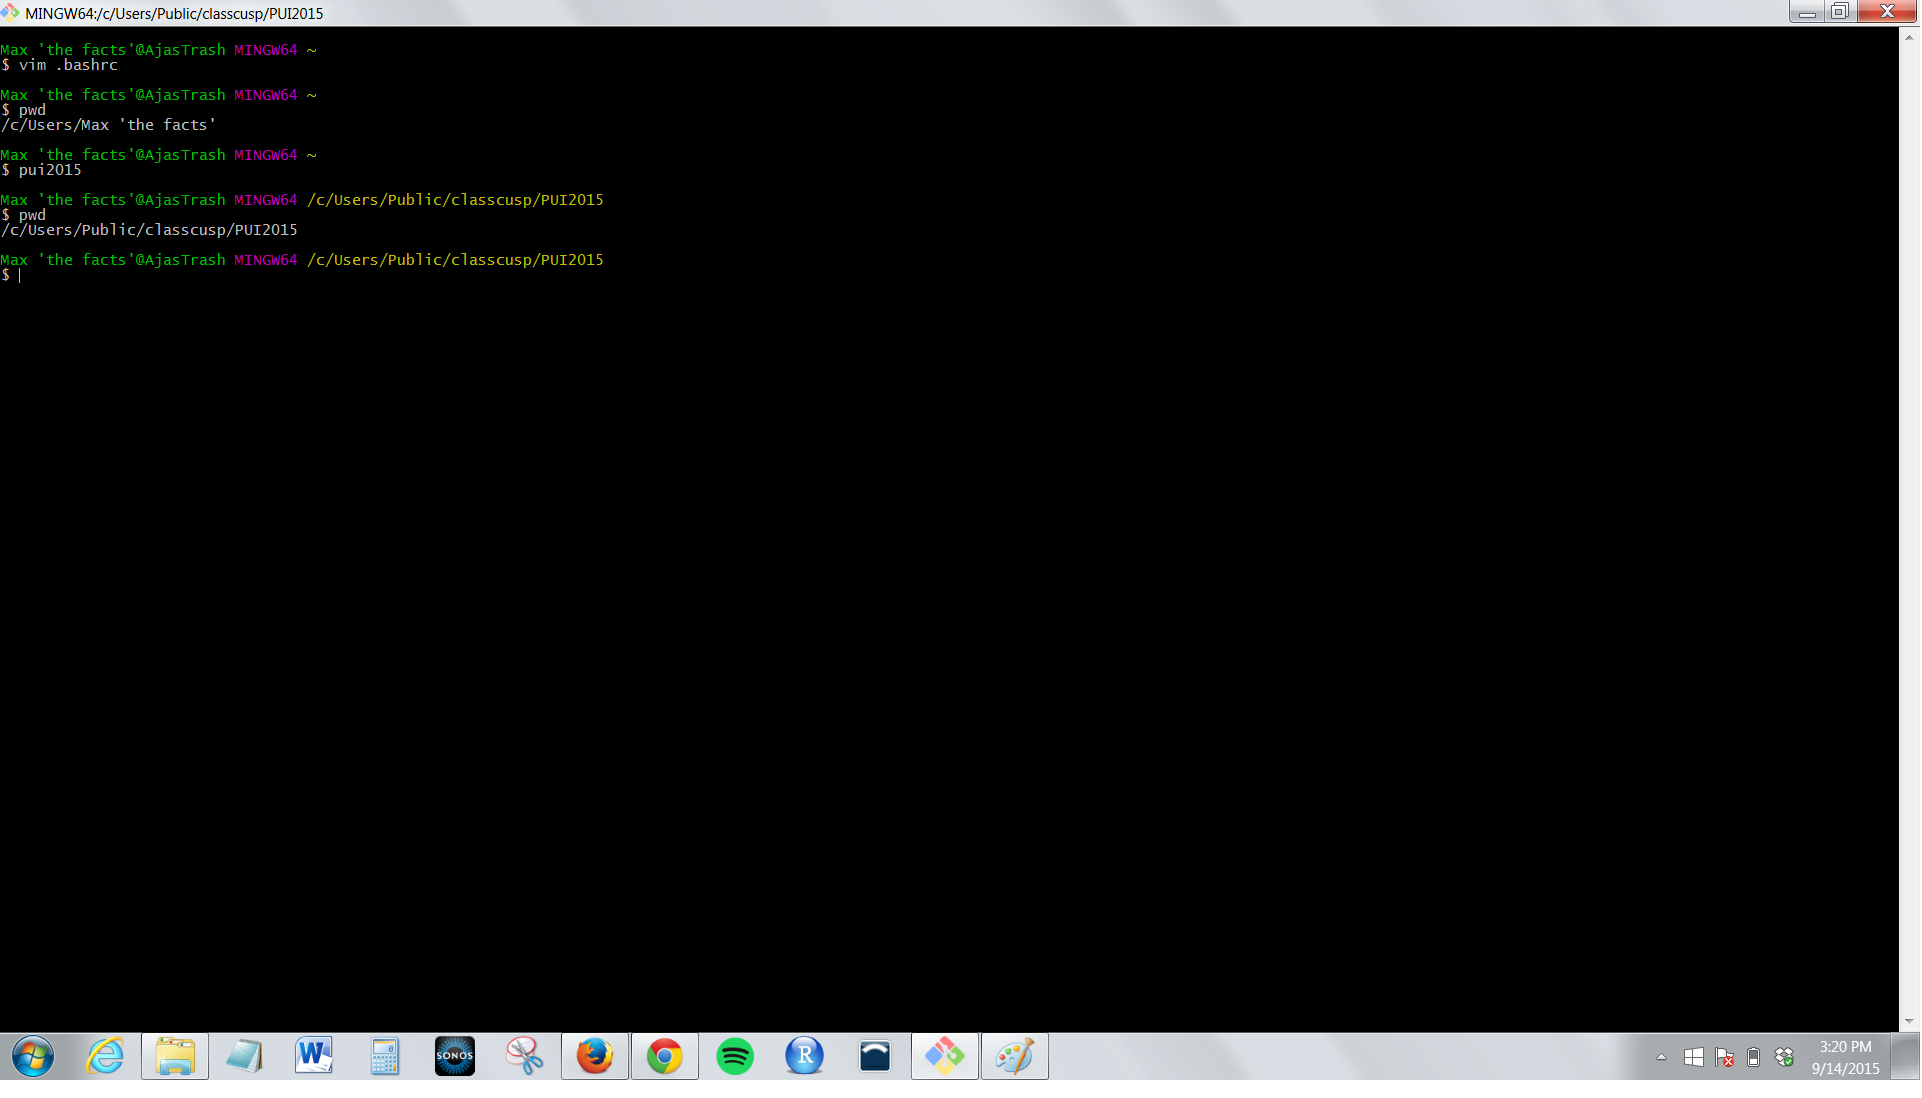 MINGW64:/c/Users/Public/classcusp/PUI2015
Max 'the facts'@AjasTrash MINGW64 ~
$ vim .bashrc
Max 'the facts'@AjasTrash MINGW64 ~
$ pwd
/c/Users/Max 'the facts'
Max 'the facts'@AjasTrash MINGW64 ~
$ pui2015
Max 'the facts'@AjasTrash MINGW64 /c/Users/Public/classcusp/PUI2015
$ pwd
/c/Users/Public/classcusp/PUI2015
Max 'the facts'@AjasTrash MINGW64 /c/Users/Public/classcusp/PUI2015
$
W
SONOS
R
3:20 PM
9/14/2015